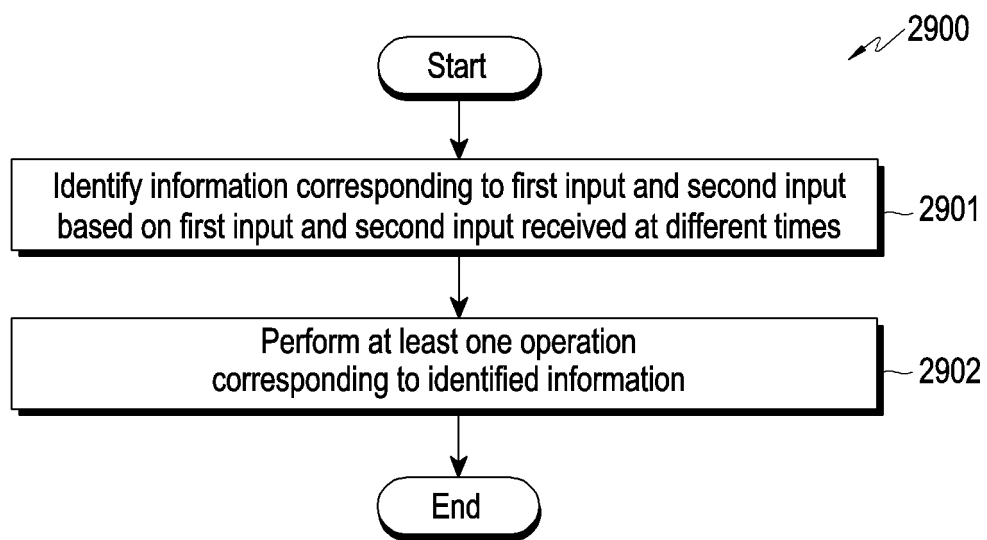 2900
Start
Identify information corresponding to first input and second input
based on first input and second input received at different times
2901
Perform at least one operation
corresponding to identified information
2902
End